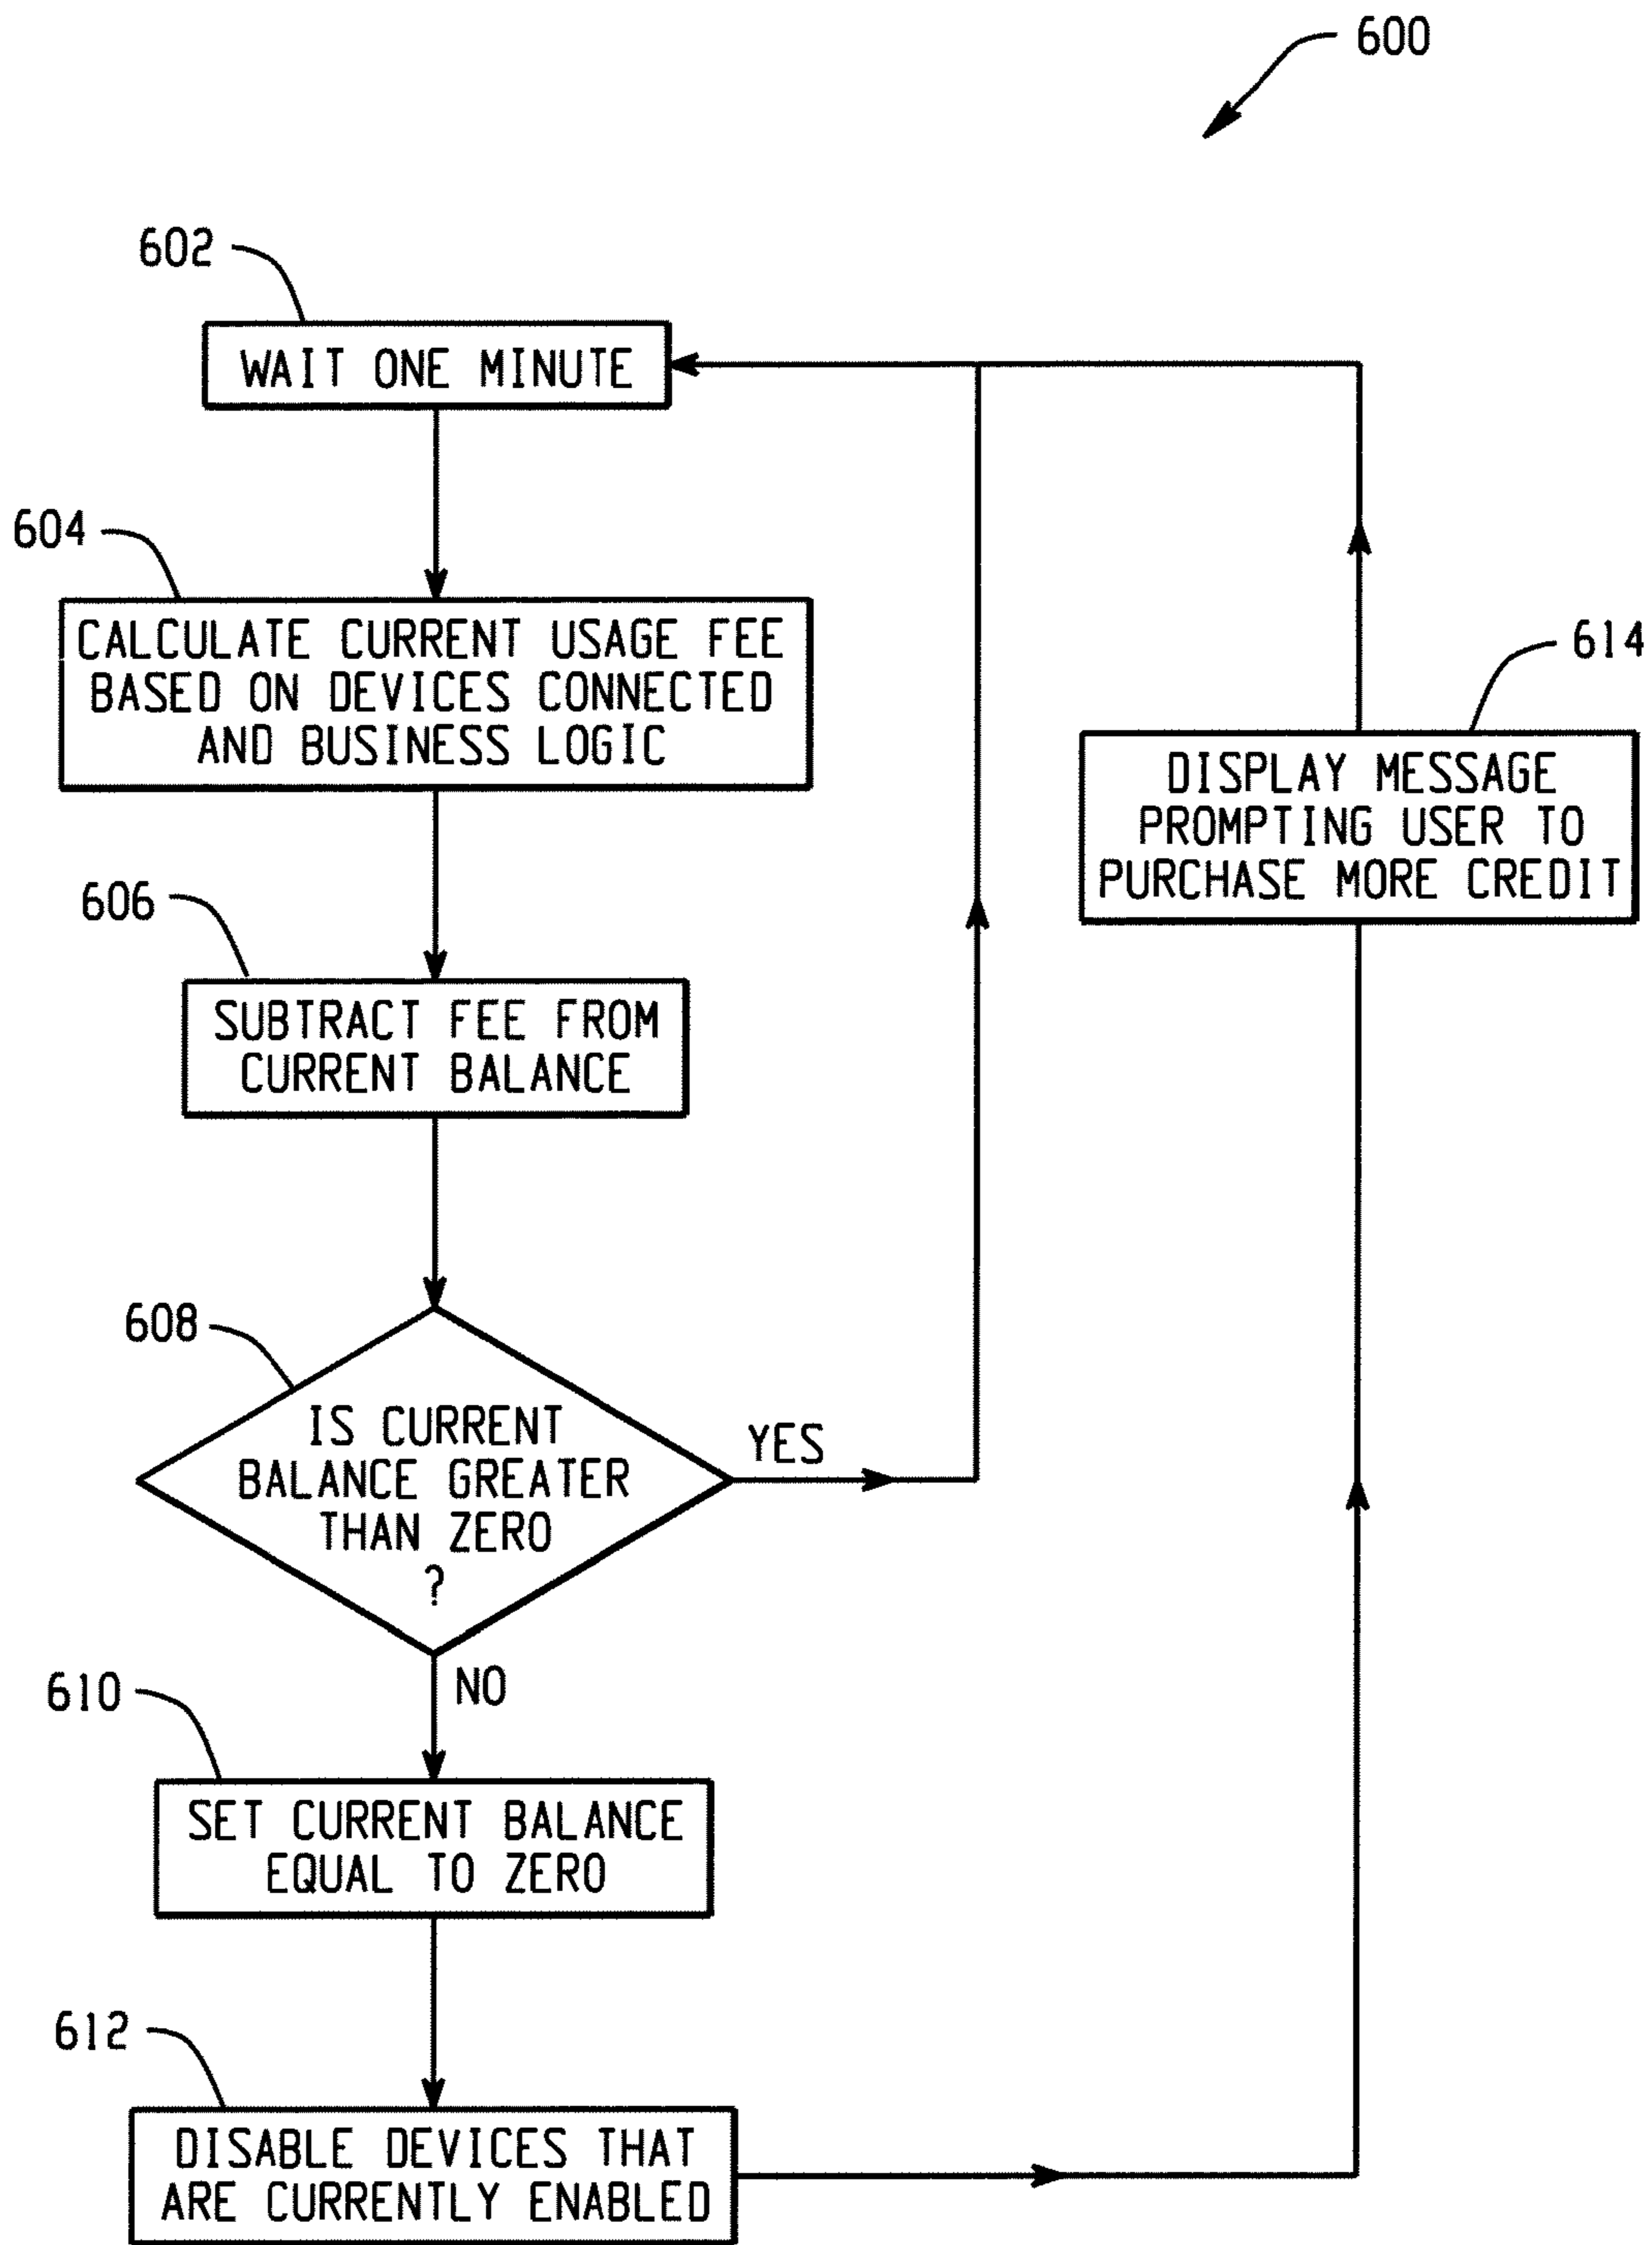 600
602
WAIT ONE MINUTE
604
CALCULATE CURRENT USAGE FEE
BASED ON DEVICES CONNECTED
AND BUSINESS LOGIC
614
DISPLAY MESSAGE
PROMPTING USER TO
PURCHASE MORE CREDIT
606
SUBTRACT FEE FROM
CURRENT BALANCE
608
IS CURRENT
BALANCE GREATER
THAN ZERO
?
YES
NO
610
SET CURRENT BALANCE
EQUAL TO ZERO
612
DISABLE DEVICES THAT
ARE CURRENTLY ENABLED